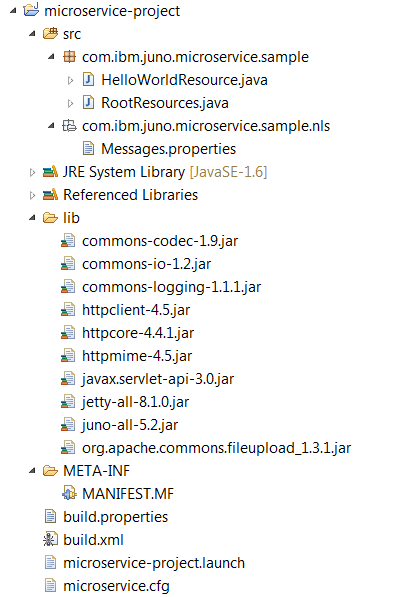 microservice-project
src
com.ibm.juno.microservice.sample
HelloWorldResource.java
RootResources.java
com.ibm.juno.microservice.sample.nls
Messages.properties
JRE System Library [JavaSE-1.6]
Referenced Libraries
lib
commons-codec-1.9.jar
commons-io-1.2.jar
commons-logging-1.1.1.jar
httpclient-4.5.jar
httpcore-4.4.1.jar
httpmime-4.5.jar
javax.servlet-api-3.0.jar
jetty-all-8.1.0.jar
juno-all-5.2.jar
org.apache.commons.fileupload_1.3.1.jar
META-INF
MANIFEST.MF
build.properties
build.xml
microservice-project.launch
microservice.cfg